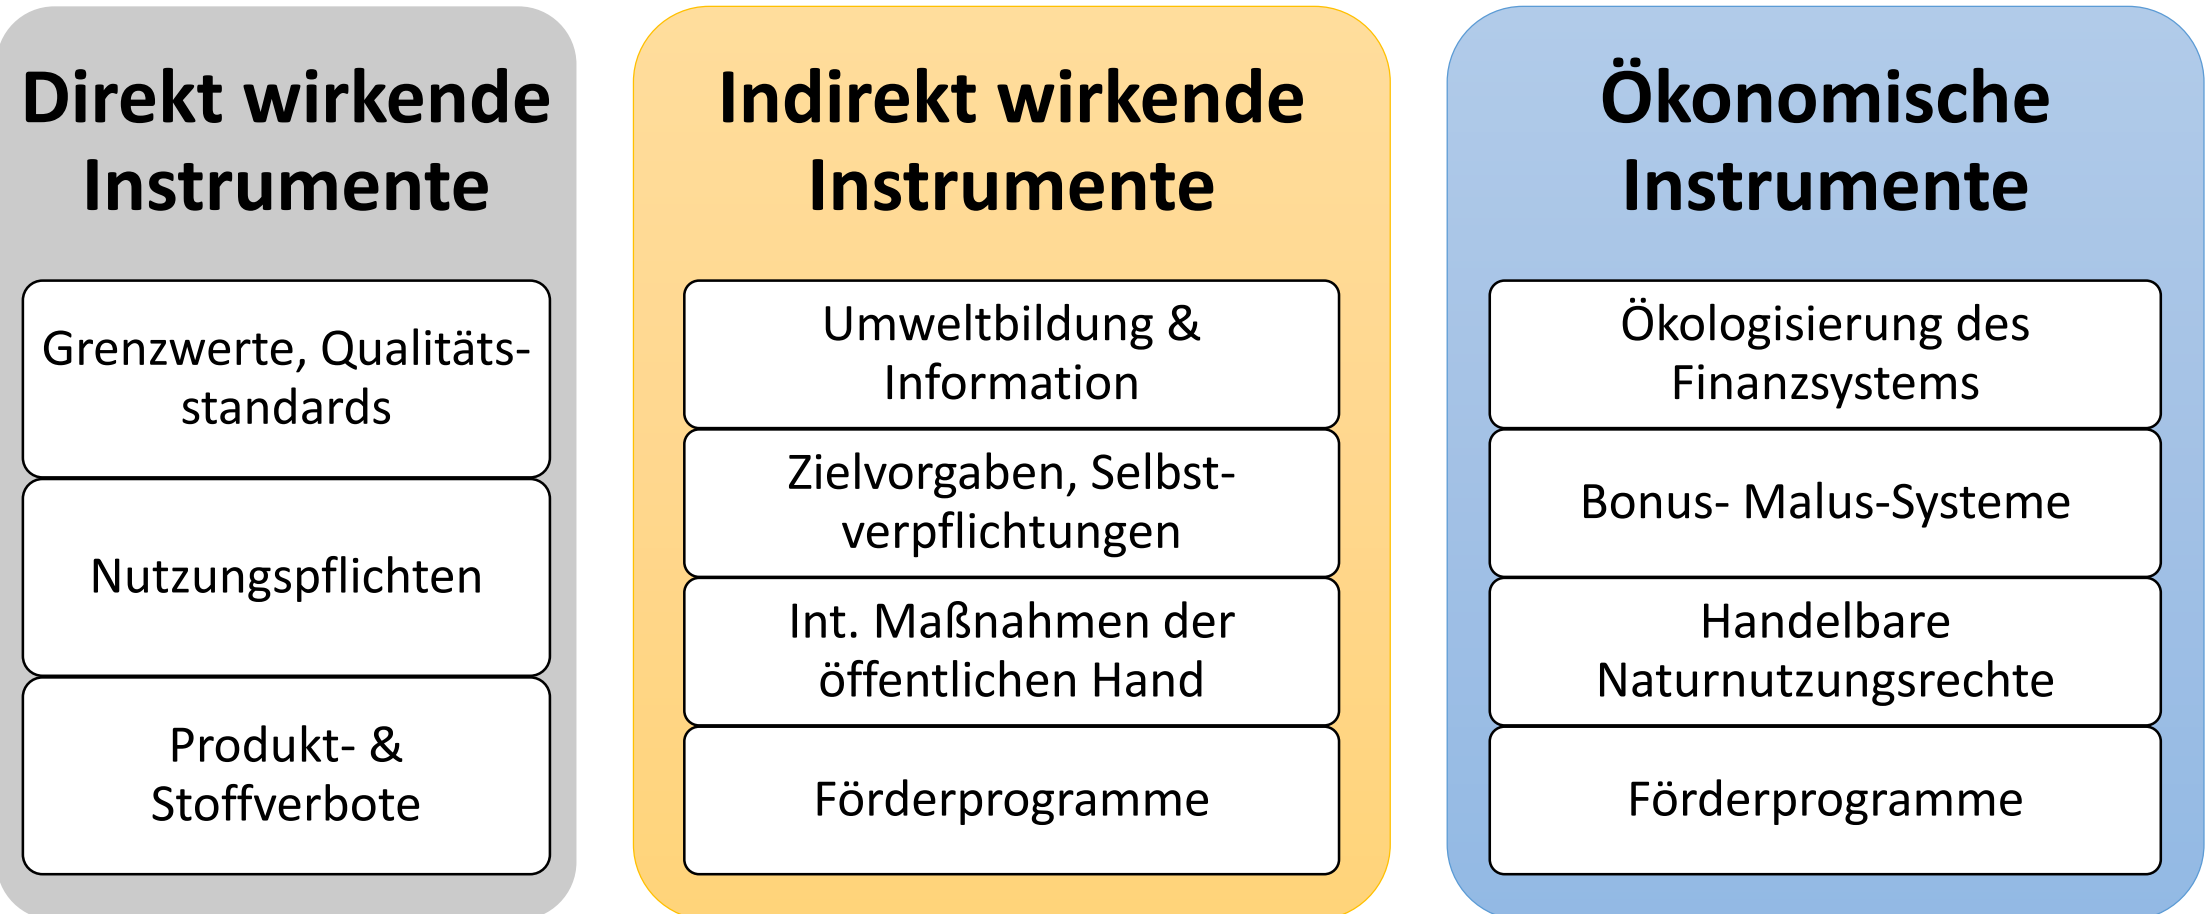 Direkt wirkende
Instrumente
Grenzwerte, Qualitäts-
standards
Nutzungspflichten
Produkt- &
Stoffverbote
Indirekt wirkende
Instrumente
Umweltbildung &
Information
Zielvorgaben, Selbst-
verpflichtungen
Int. Maßnahmen der
öffentlichen Hand
Förderprogramme
Ökonomische
Instrumente
Ökologisierung des
Finanzsystems
Bonus- Malus-Systeme
Handelbare
Naturnutzungsrechte
Förderprogramme